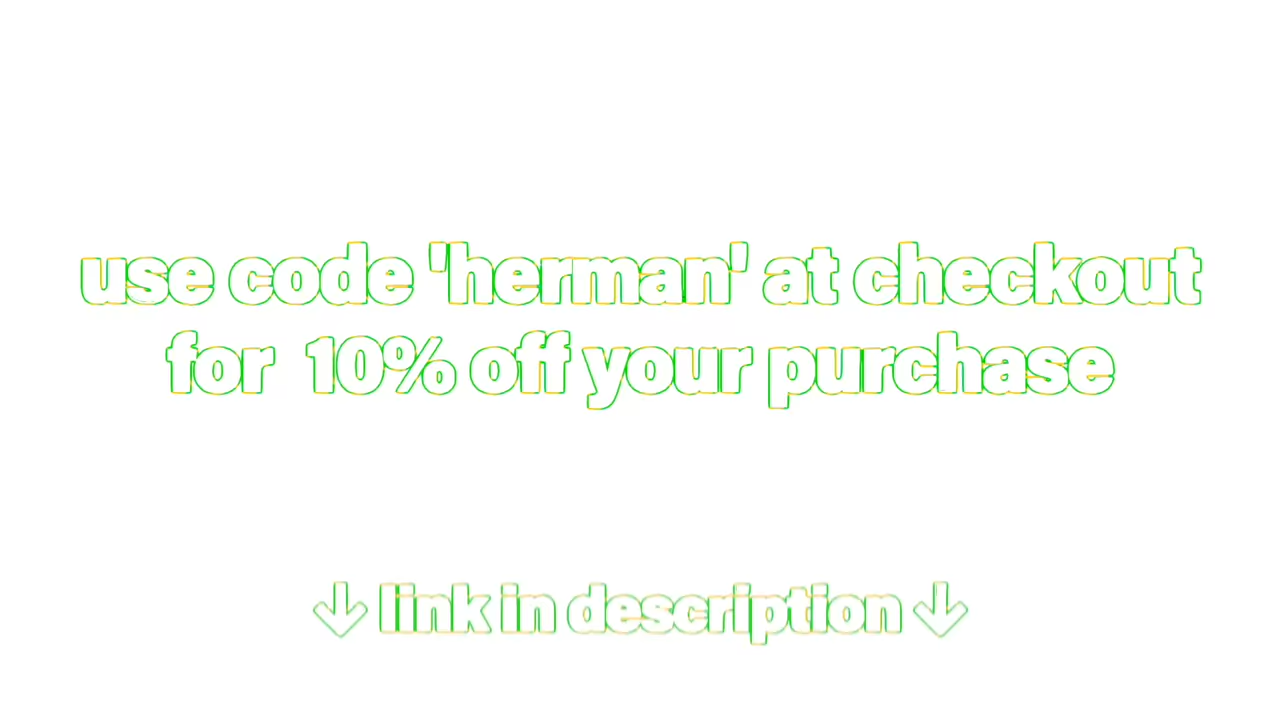 use code 'herman' at checkout
for 10% off your purchase
↓ link in description ↓